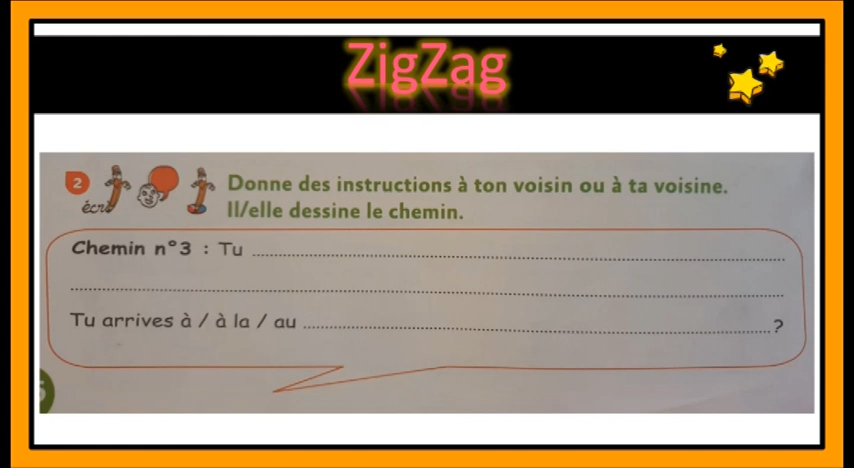 ZigZag
2 Donne des instructions à ton voisin ou à ta voisine.
Il/elle dessine le chemin.
écris
Chemin n°3 : Tu
Tu arrives à / à la / au ?